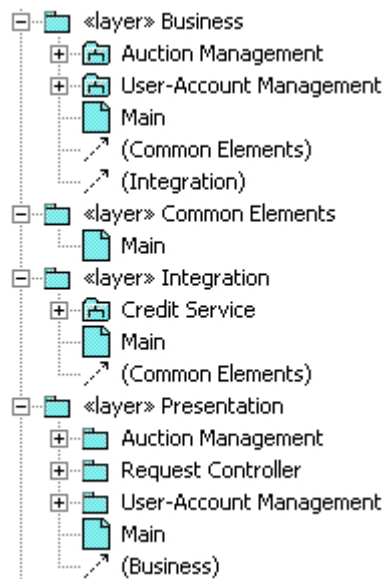 «layer» Business
Auction Management
User-Account Management
Main
(Common Elements)
(Integration)
«layer» Common Elements
Main
«layer» Integration
Credit Service
Main
(Common Elements)
«layer» Presentation
Auction Management
Request Controller
User-Account Management
Main
(Business)